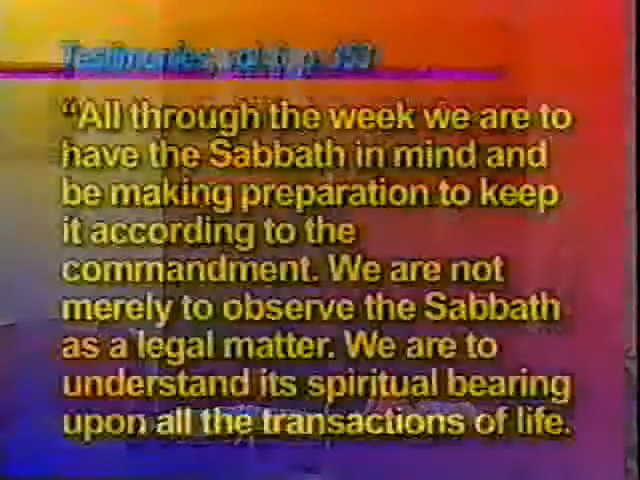 Testimonies, vol. 6, p. 353
“All through the week we are to
have the Sabbath in mind and
be making preparation to keep
it according to the
commandment. We are not
merely to observe the Sabbath
as a legal matter. We are to
understand its spiritual bearing
upon all the transactions of life.